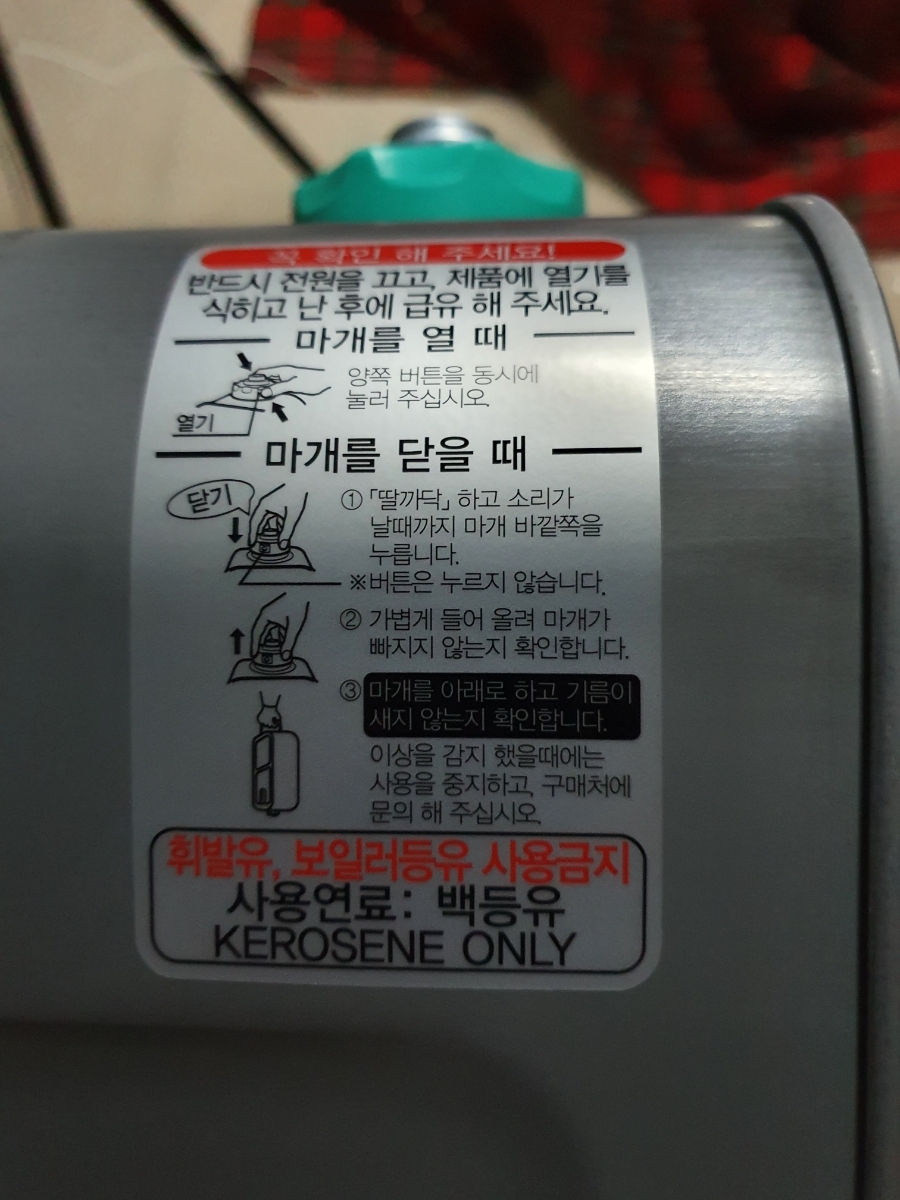 꼭 확인 해 주세요!
반드시 전원을 끄고, 제품에 열기를
식히고 난 후에 급유 해 주세요.
마개를 열 때
양쪽 버튼을 동시에
눌러 주십시오.
열기
마개를 닫을 때
닫기
① 「딸까닥」 하고 소리가
날때까지 마개 바깥쪽을
누릅니다.
※버튼은 누르지 않습니다.
② 가볍게 들어 올려 마개가
빠지지 않는지 확인합니다.
③ 마개를 아래로 하고 기름이
새지 않는지 확인합니다.
이상을 감지 했을때에는
사용을 중지하고, 구매처에
문의 해 주십시오.
휘발유, 보일러등유 사용금지
사용연료: 백등유
KEROSENE ONLY